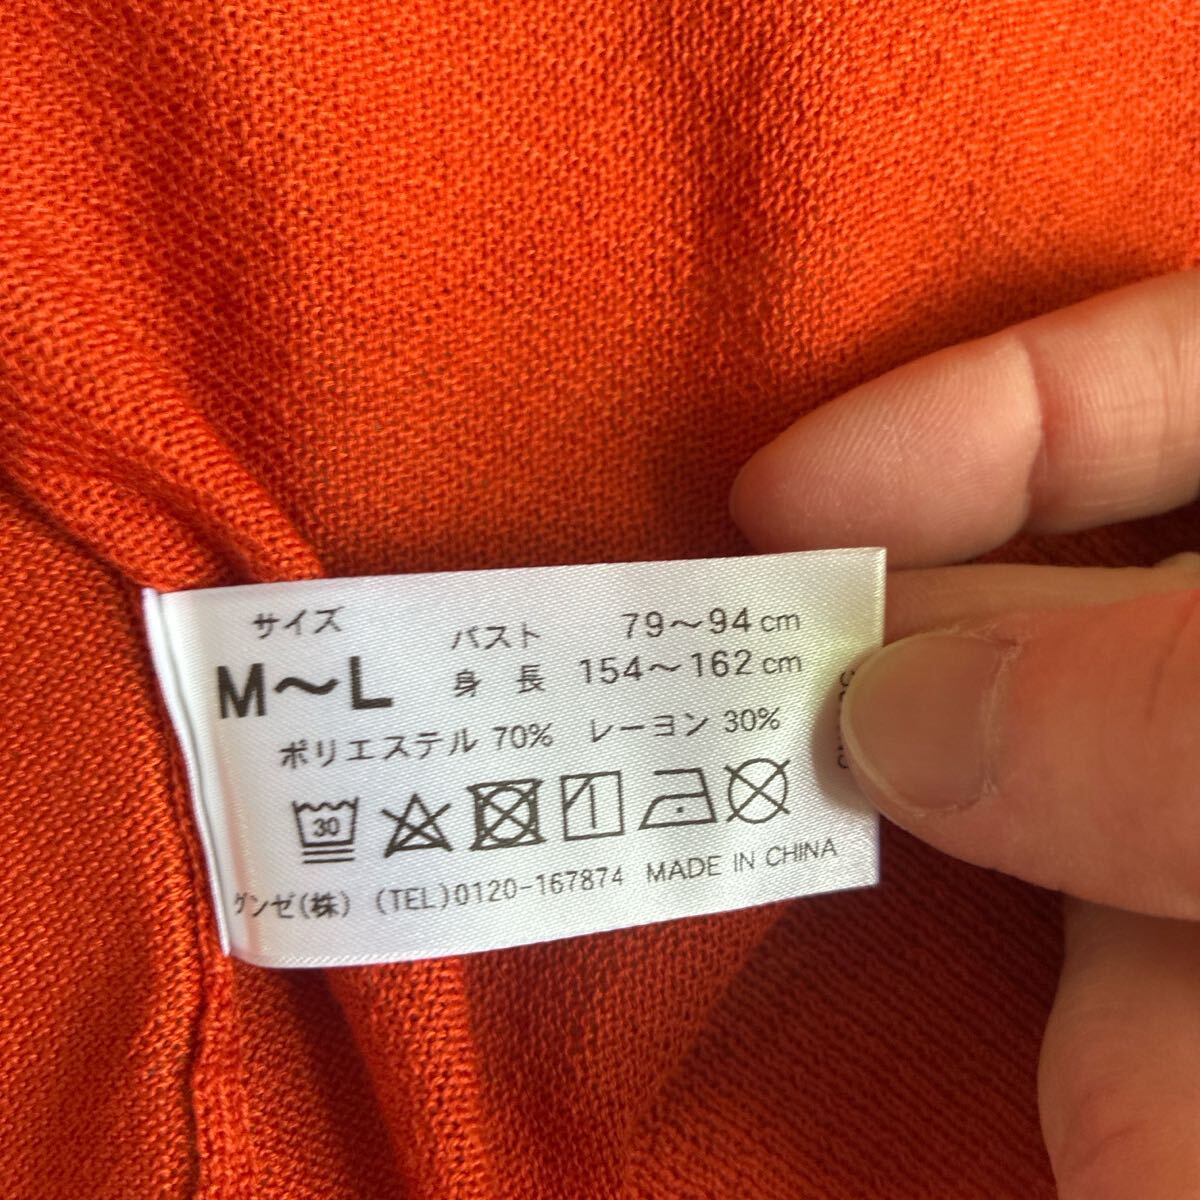 サイズ
M～L
バスト 79～94cm
身長 154～162cm
ポリエステル 70% レーヨン 30%
30
グンゼ(株) (TEL)0120-167874 MADE IN CHINA